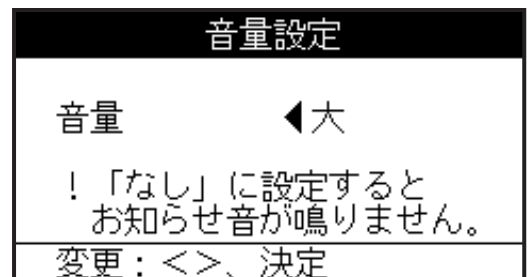 音量設定
音量 ◀大
！「なし」に設定すると
お知らせ音が鳴りません。
変更：＜＞、決定